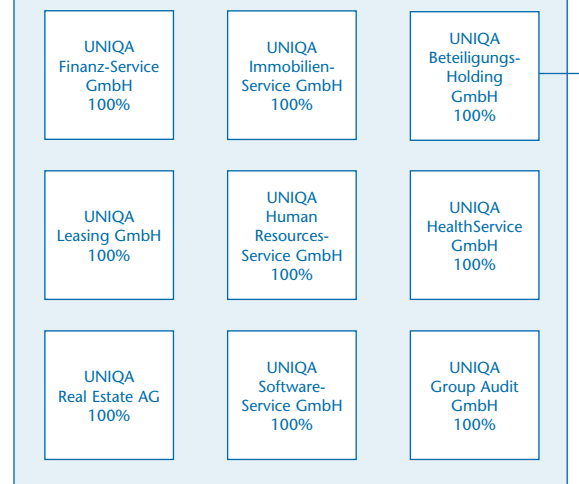 UNIQA
Finanz-Service
GmbH
100%
UNIQA
Immobilien-
Service GmbH
100%
UNIQA
Beteiligungs-
Holding
GmbH
100%
UNIQA
Leasing GmbH
100%
UNIQA
Human
Resources-
Service GmbH
100%
UNIQA
HealthService
GmbH
100%
UNIQA
Real Estate AG
100%
UNIQA
Software-
Service GmbH
100%
UNIQA
Group Audit
GmbH
100%